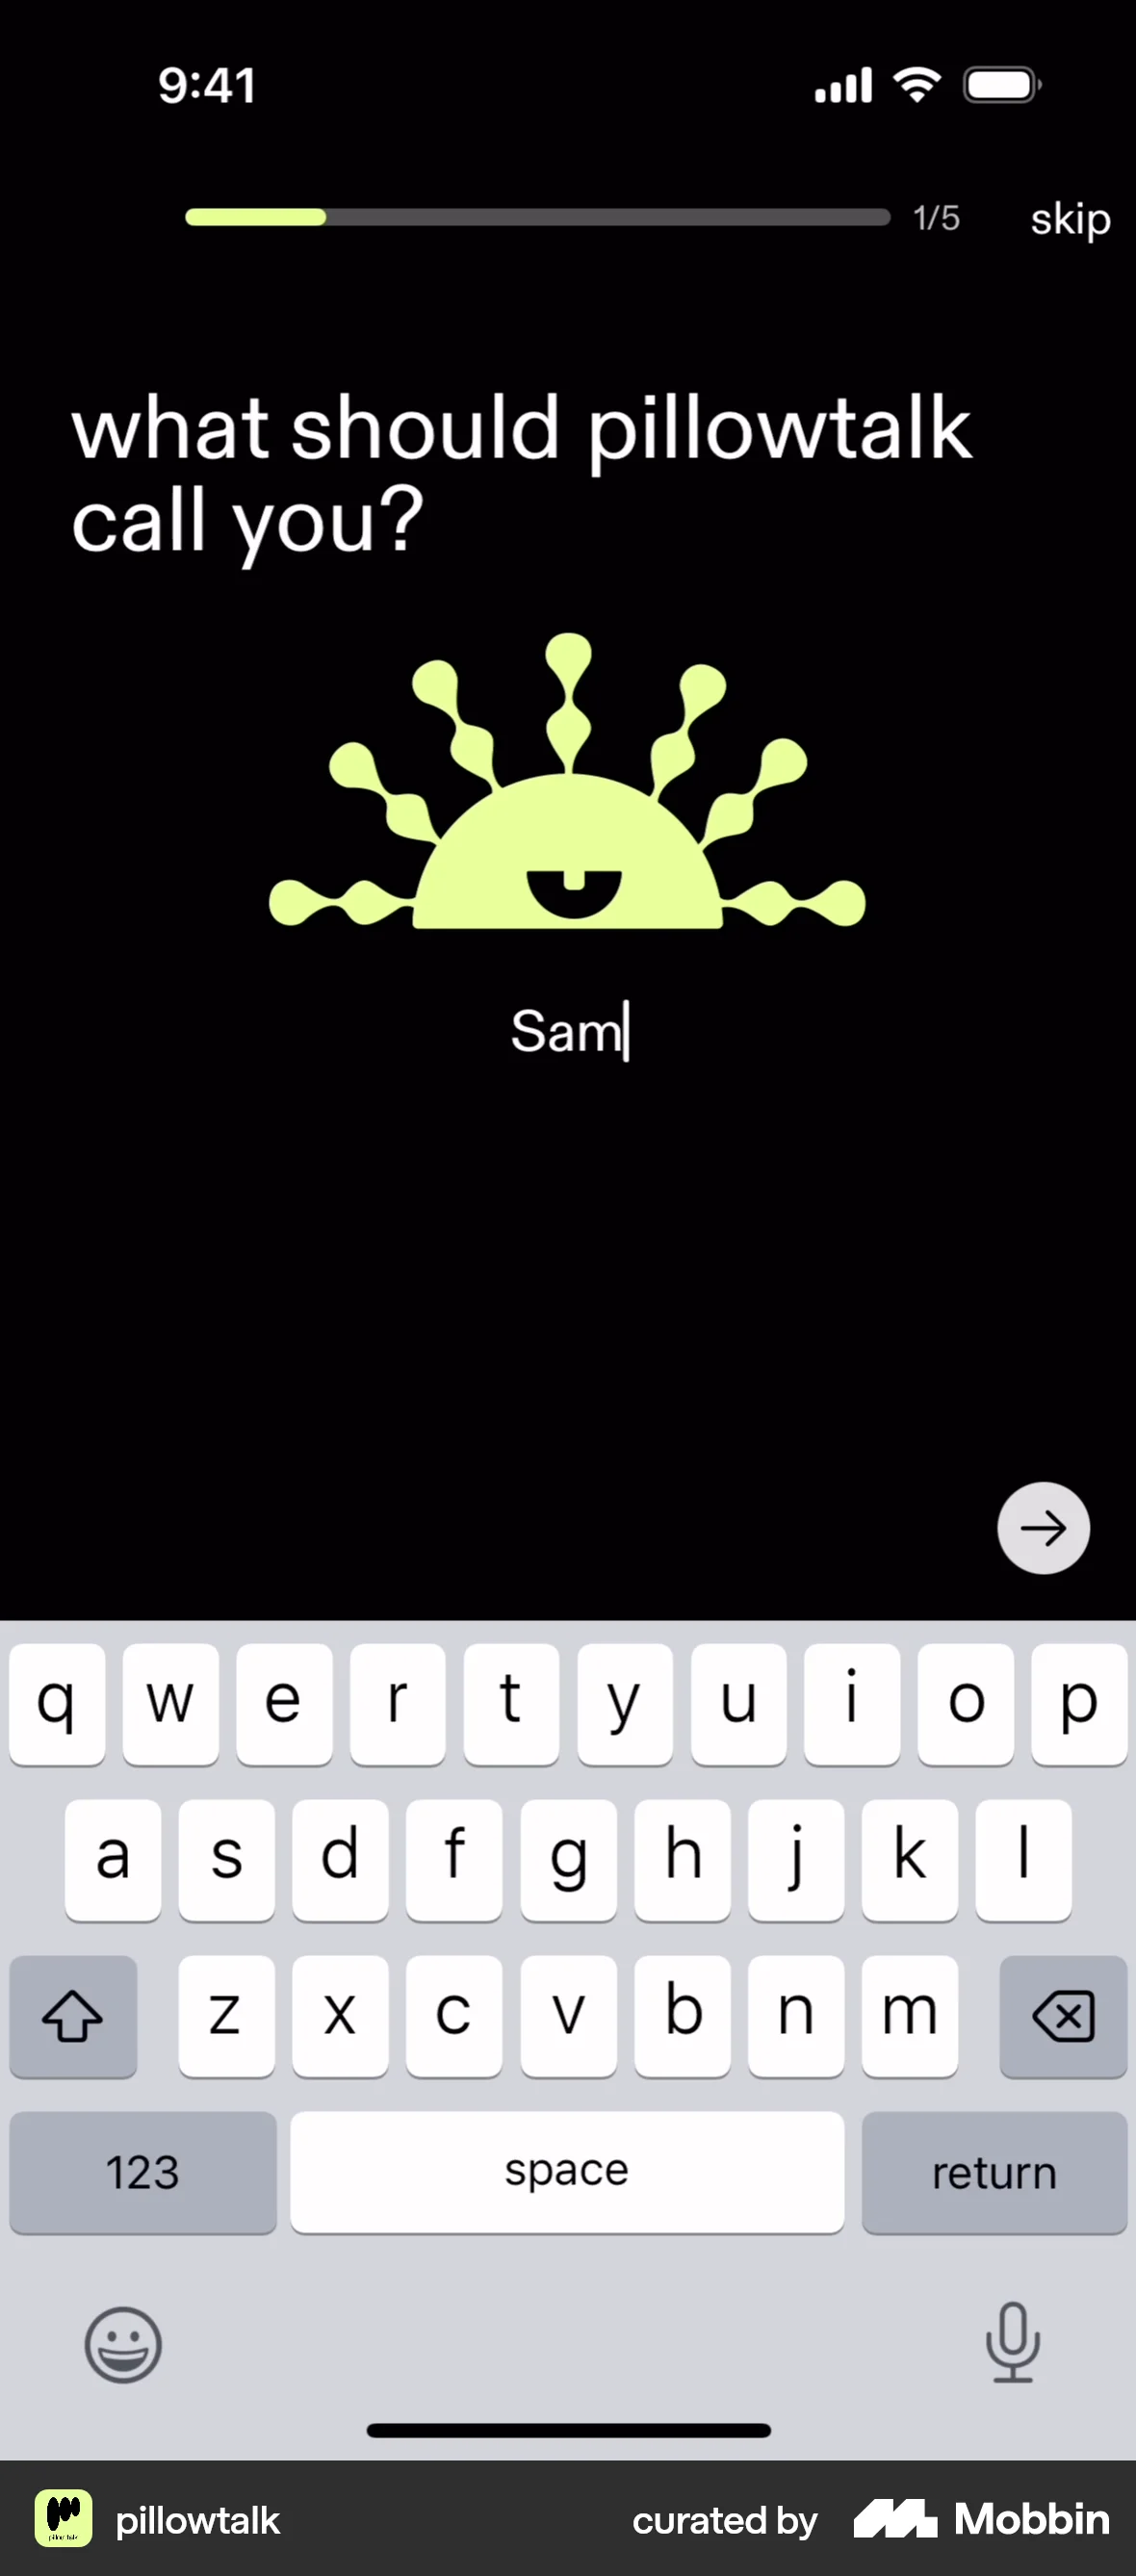 9:41
1/5
skip
what should pillowtalk
call you?
Sam
q w e r t y u i o p
a s d f g h j k l
z x c v b n m
123 space return
pillowtalk
curated by Mobbin